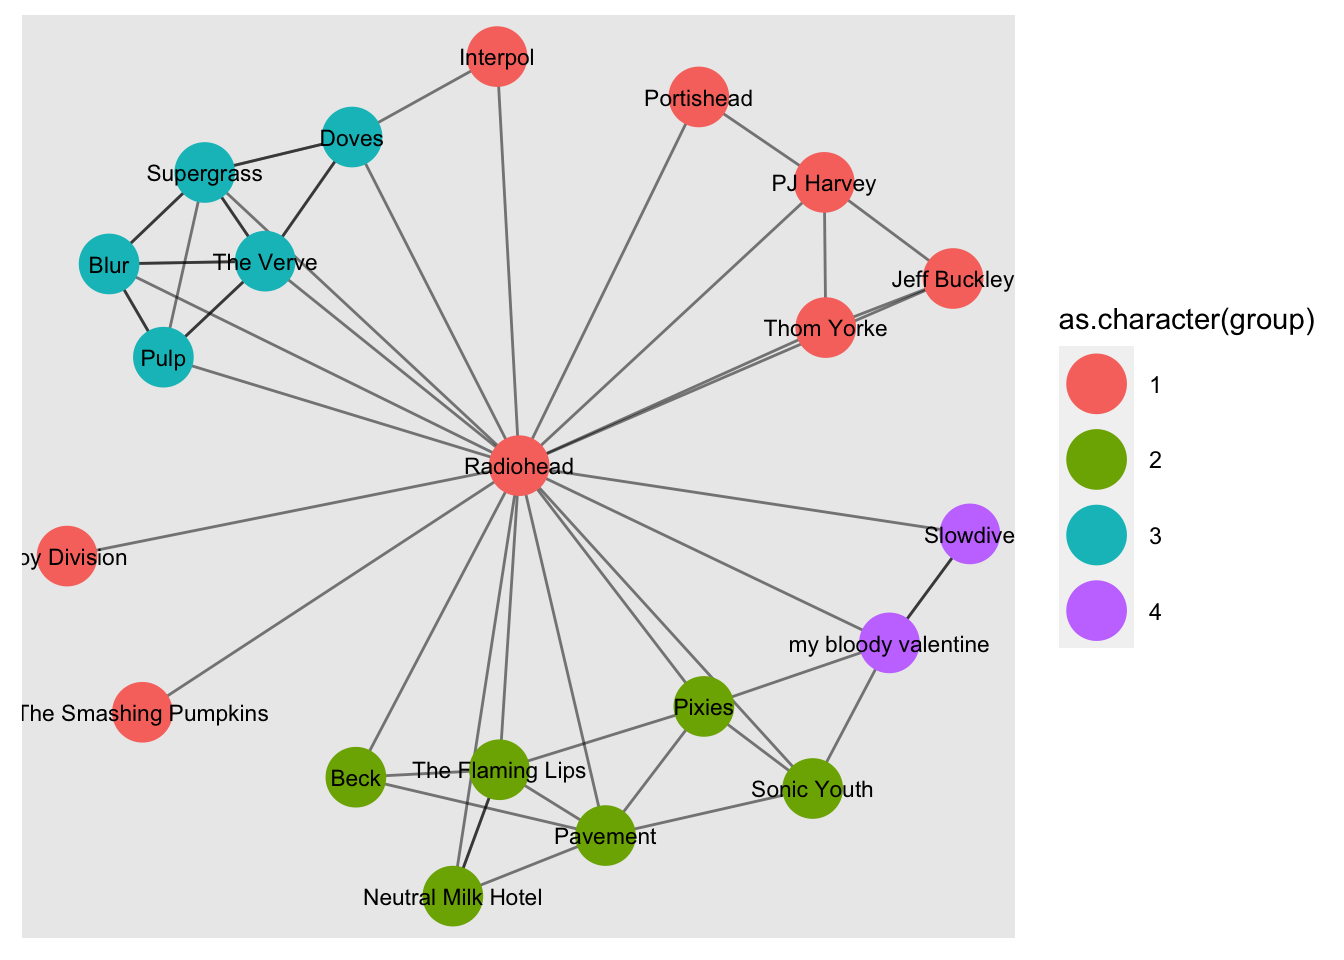 Interpol
Portishead
Doves
Supergrass
PJ Harvey
Blur
The Verve
Jeff Buckley
Thom Yorke
Pulp
Radiohead
oy Division
Slowdive
my bloody valentine
Pixies
The Smashing Pumpkins
Beck
The Flaming Lips
Sonic Youth
Pavement
Neutral Milk Hotel
as.character(group)
1
2
3
4